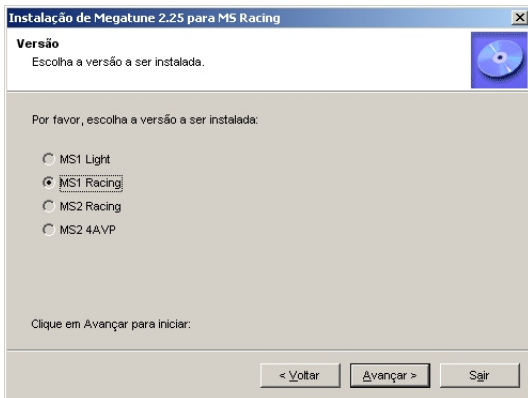 Instalação de Megatune 2.25 para MS Racing
Versão
Escolha a versão a ser instalada.
Por favor, escolha a versão a ser instalada:
MS1 Light
MS1 Racing
MS2 Racing
MS2 4AVP
Clique em Avançar para iniciar:
< Voltar
Avançar >
Sair